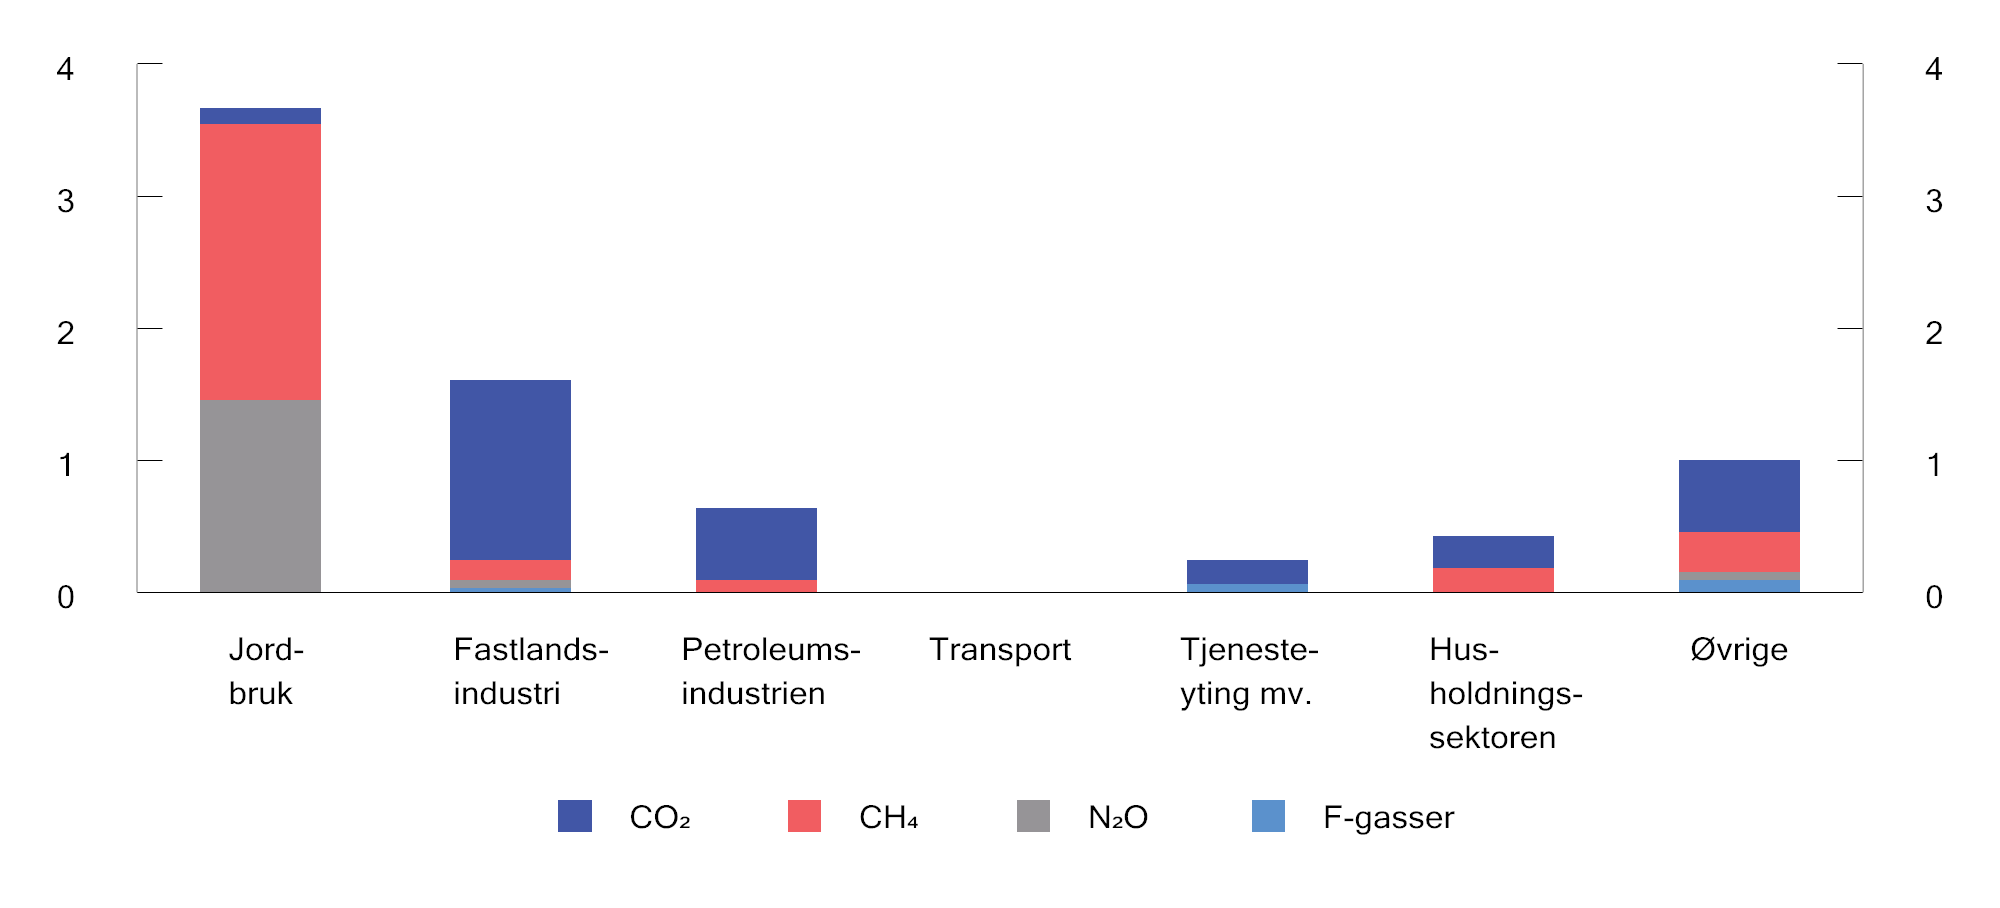 4 4
3 3
2 2
1 1
0 0
Jord- Fastlands- Petroleums- Transport Tjeneste- Hus- Øvrige
bruk industri industrien yting mv. holdnings-
sektoren
CO₂ CH₄ N₂O F-gasser